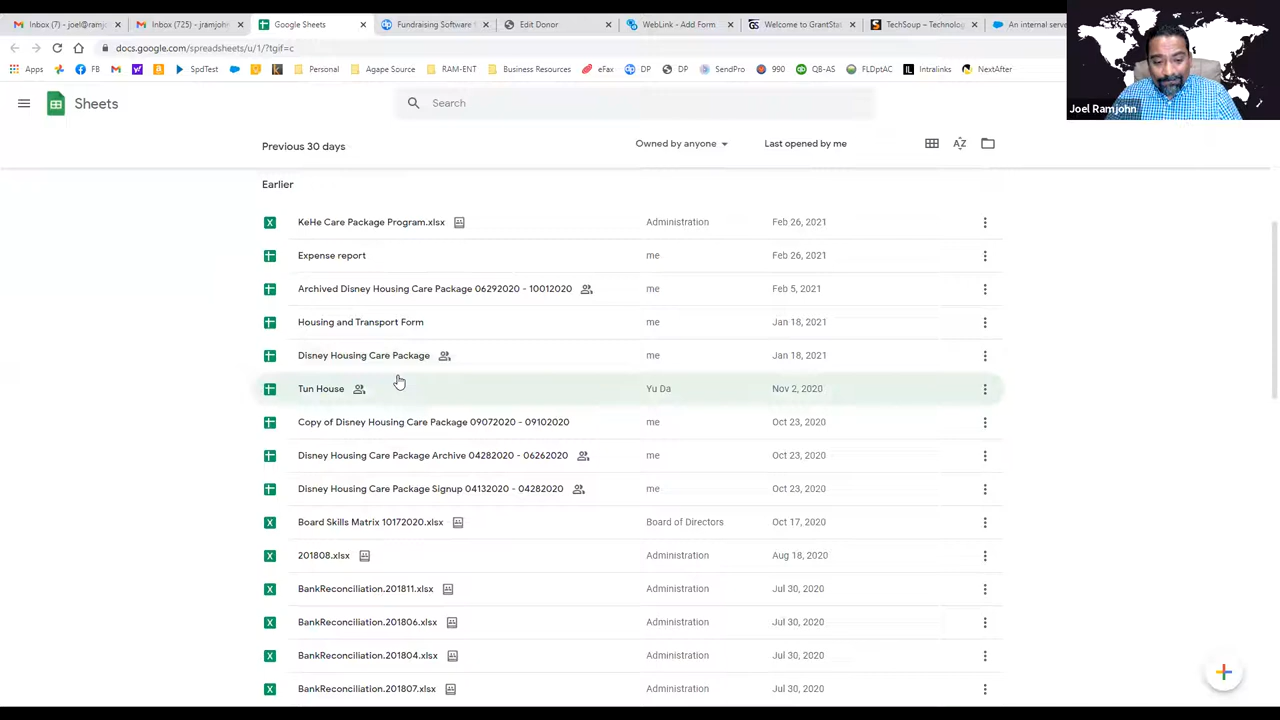 Inbox (7) - joel@ramj
Inbox (725) - jramjohn
Google Sheets
Fundraising Software
Edit Donor
WebLink - Add Form
Welcome to GrantSta
TechSoup – Technolog
An internal serve
docs.google.com/spreadsheets/u/1/?tgif=c
Apps
FB
SpdTest
Personal
Agape Source
RAM-ENT
Business Resources
eFax
DP
DP
SendPro
990
QB-AS
FLDptAC
Intralinks
NextAfter
Joel Ramjohn
Sheets
Search
Previous 30 days
Owned by anyone
Last opened by me
Earlier
KeHe Care Package Program.xlsx Administration Feb 26, 2021
Expense report me Feb 26, 2021
Archived Disney Housing Care Package 06292020 - 10012020 me Feb 5, 2021
Housing and Transport Form me Jan 18, 2021
Disney Housing Care Package me Jan 18, 2021
Tun House Yu Da Nov 2, 2020
Copy of Disney Housing Care Package 09072020 - 09102020 me Oct 23, 2020
Disney Housing Care Package Archive 04282020 - 06262020 me Oct 23, 2020
Disney Housing Care Package Signup 04132020 - 04282020 me Oct 23, 2020
Board Skills Matrix 10172020.xlsx Board of Directors Oct 17, 2020
201808.xlsx Administration Aug 18, 2020
BankReconciliation.201811.xlsx Administration Jul 30, 2020
BankReconciliation.201806.xlsx Administration Jul 30, 2020
BankReconciliation.201804.xlsx Administration Jul 30, 2020
BankReconciliation.201807.xlsx Administration Jul 30, 2020